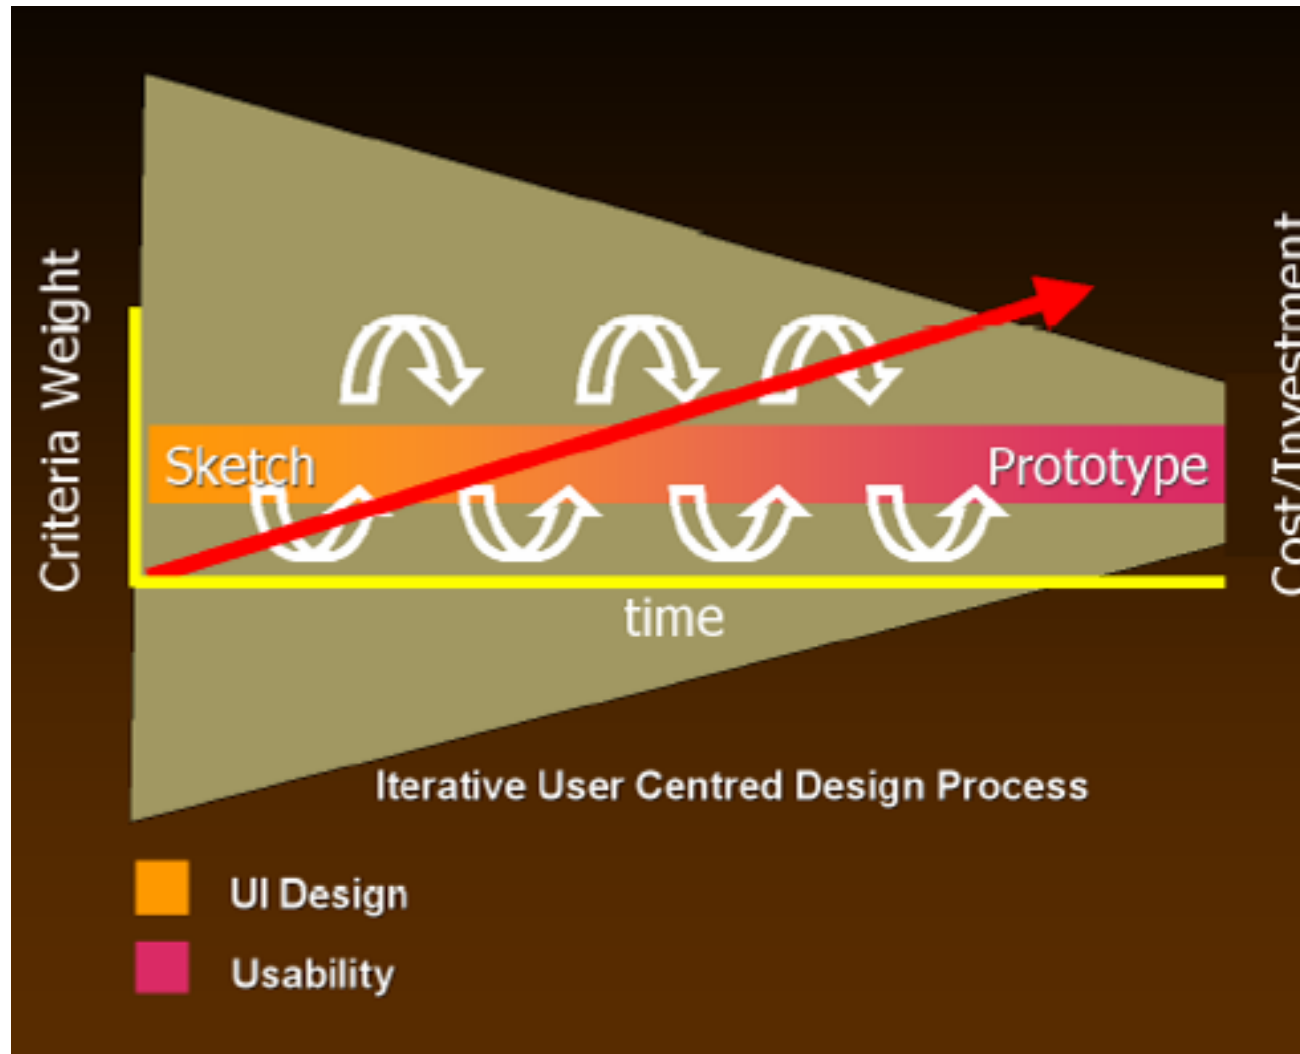 Criteria Weight
Cost/Investment
Sketch
Prototype
time
Iterative User Centred Design Process
UI Design
Usability